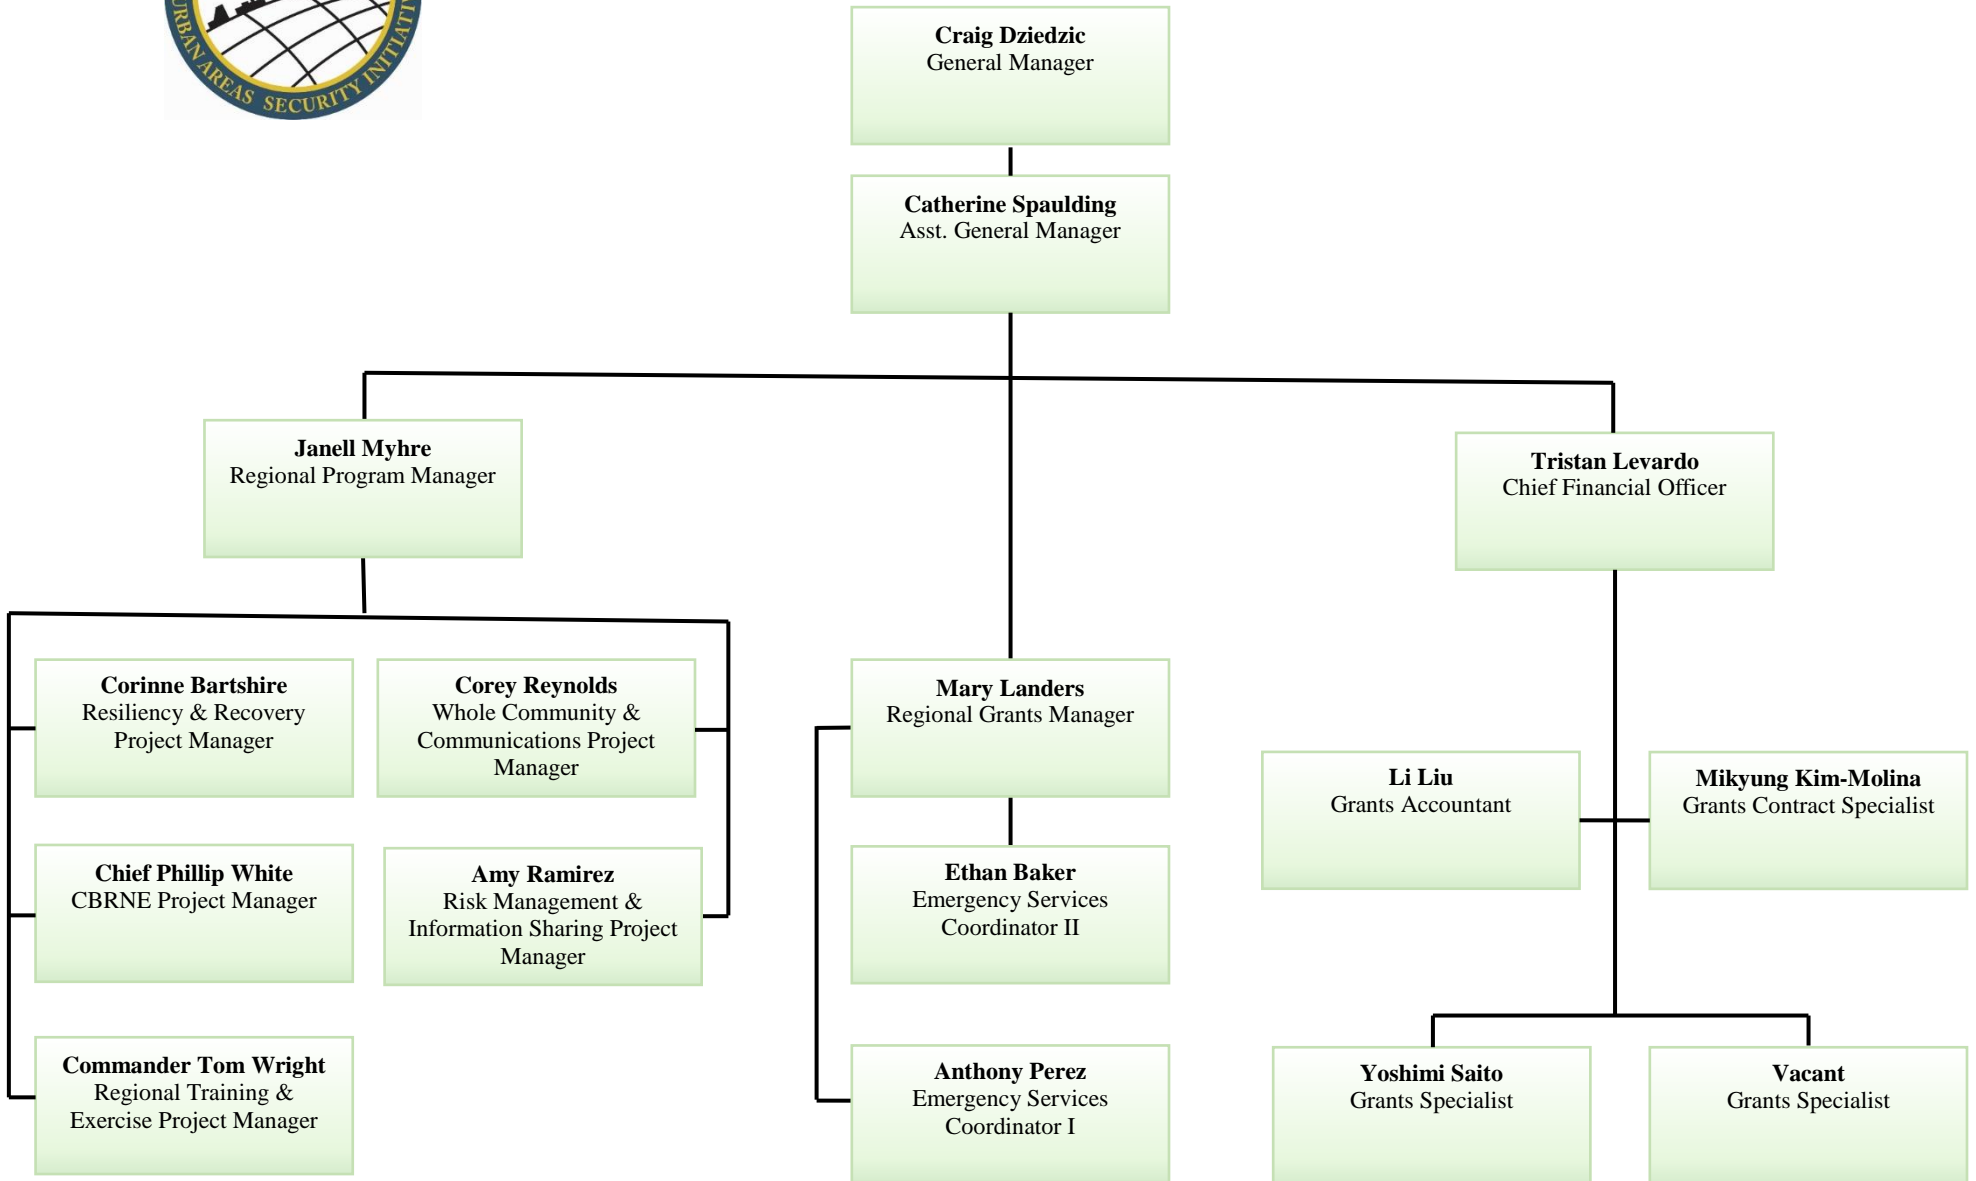 URBAN AREAS SECURITY
Craig Dziedzic
General Manager
Catherine Spaulding
Asst. General Manager
Janell Myhre
Regional Program Manager
Tristan Levardo
Chief Financial Officer
Corinne Bartshire
Resiliency & Recovery
Project Manager
Corey Reynolds
Whole Community &
Communications Project
Manager
Mary Landers
Regional Grants Manager
Li Liu
Grants Accountant
Mikyung Kim-Molina
Grants Contract Specialist
Chief Phillip White
CBRNE Project Manager
Amy Ramirez
Risk Management &
Information Sharing Project
Manager
Ethan Baker
Emergency Services
Coordinator II
Commander Tom Wright
Regional Training &
Exercise Project Manager
Anthony Perez
Emergency Services
Coordinator I
Yoshimi Saito
Grants Specialist
Vacant
Grants Specialist